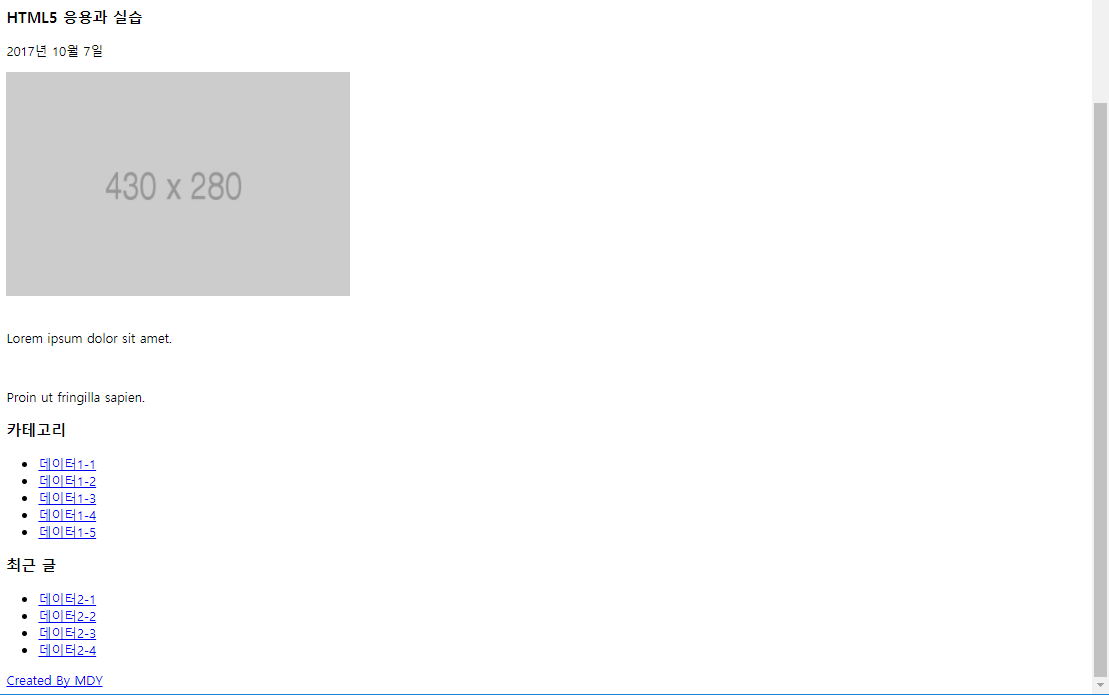 HTML5 응용과 실습
2017년 10월 7일
430 x 280
Lorem ipsum dolor sit amet.
Proin ut fringilla sapien.
카테고리
데이터1-1
데이터1-2
데이터1-3
데이터1-4
데이터1-5
최근 글
데이터2-1
데이터2-2
데이터2-3
데이터2-4
Created By MDY